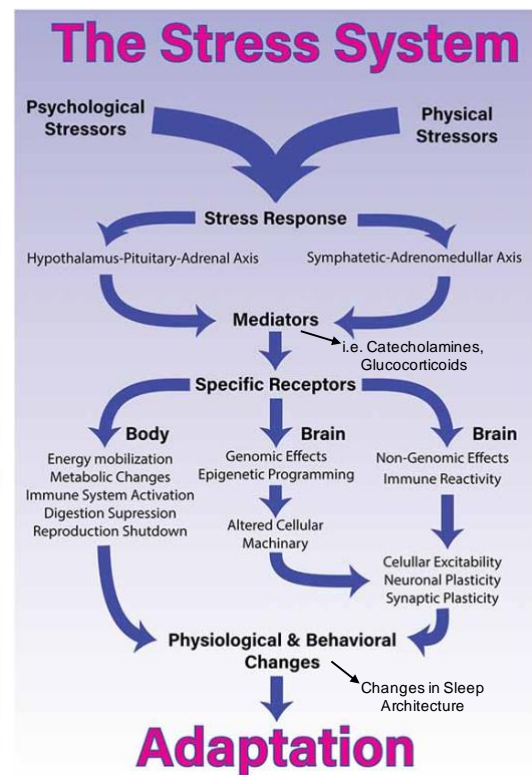 The Stress System
Psychological
Stressors
Physical
Stressors
Stress Response
Hypothalamus-Pituitary-Adrenal Axis
Symphatetic-Adrenomedullar Axis
Mediators
i.e. Catecholamines,
Glucocorticoids
Specific Receptors
Body
Energy mobilization
Metabolic Changes
Immune System Activation
Digestion Supression
Reproduction Shutdown
Brain
Genomic Effects
Epigenetic Programming
Altered Cellular
Machinary
Brain
Non-Genomic Effects
Immune Reactivity
Celullar Excitability
Neuronal Plasticity
Synaptic Plasticity
Physiological & Behavioral
Changes
Changes in Sleep
Architecture
Adaptation